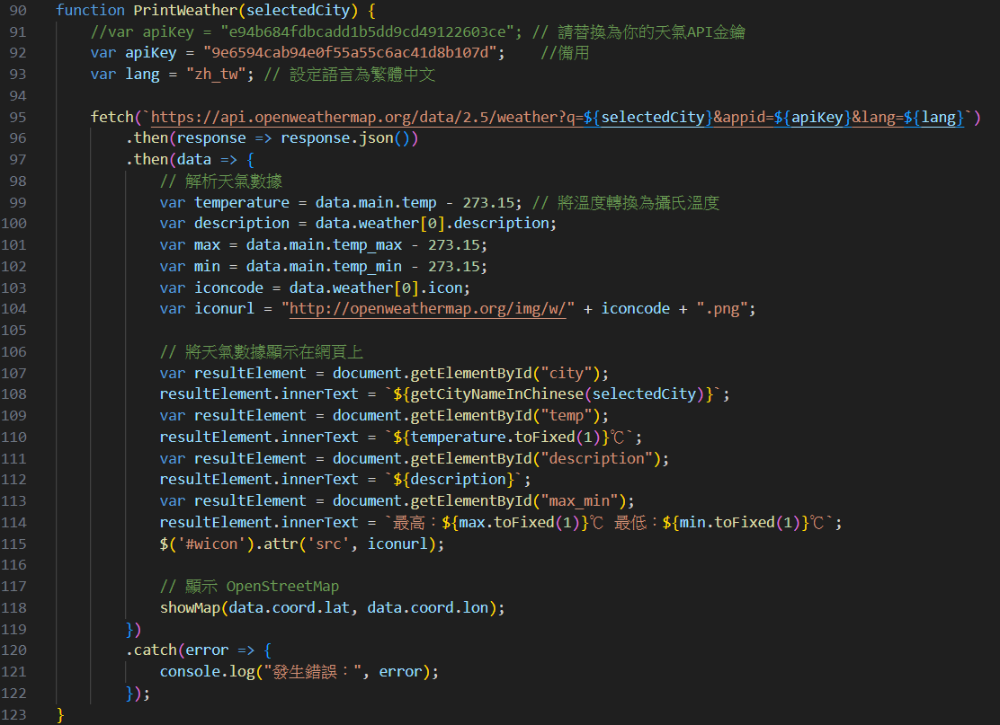 90 function PrintWeather(selectedCity) {
91 //var apiKey = "e94b684fdbcadd1b5dd9cd49122603ce"; // 請替換為你的天氣API金鑰
92 var apiKey = "9e6594cab94e0f55a55c6ac41d8b107d"; //備用
93 var lang = "zh_tw"; // 設定語言為繁體中文
94
95 fetch(`https://api.openweathermap.org/data/2.5/weather?q=${selectedCity}&appid=${apiKey}&lang=${lang}`)
96 .then(response => response.json())
97 .then(data => {
98 // 解析天氣數據
99 var temperature = data.main.temp - 273.15; // 將溫度轉換為攝氏溫度
100 var description = data.weather[0].description;
101 var max = data.main.temp_max - 273.15;
102 var min = data.main.temp_min - 273.15;
103 var iconcode = data.weather[0].icon;
104 var iconurl = "http://openweathermap.org/img/w/" + iconcode + ".png";
105
106 // 將天氣數據顯示在網頁上
107 var resultElement = document.getElementById("city");
108 resultElement.innerText = `${getCityNameInChinese(selectedCity)}`;
109 var resultElement = document.getElementById("temp");
110 resultElement.innerText = `${temperature.toFixed(1)}℃`;
111 var resultElement = document.getElementById("description");
112 resultElement.innerText = `${description}`;
113 var resultElement = document.getElementById("max_min");
114 resultElement.innerText = `最高：${max.toFixed(1)}℃ 最低：${min.toFixed(1)}℃`;
115 $('#wicon').attr('src', iconurl);
116
117 // 顯示 OpenStreetMap
118 showMap(data.coord.lat, data.coord.lon);
119 })
120 .catch(error => {
121 console.log("發生錯誤：", error);
122 });
123 }